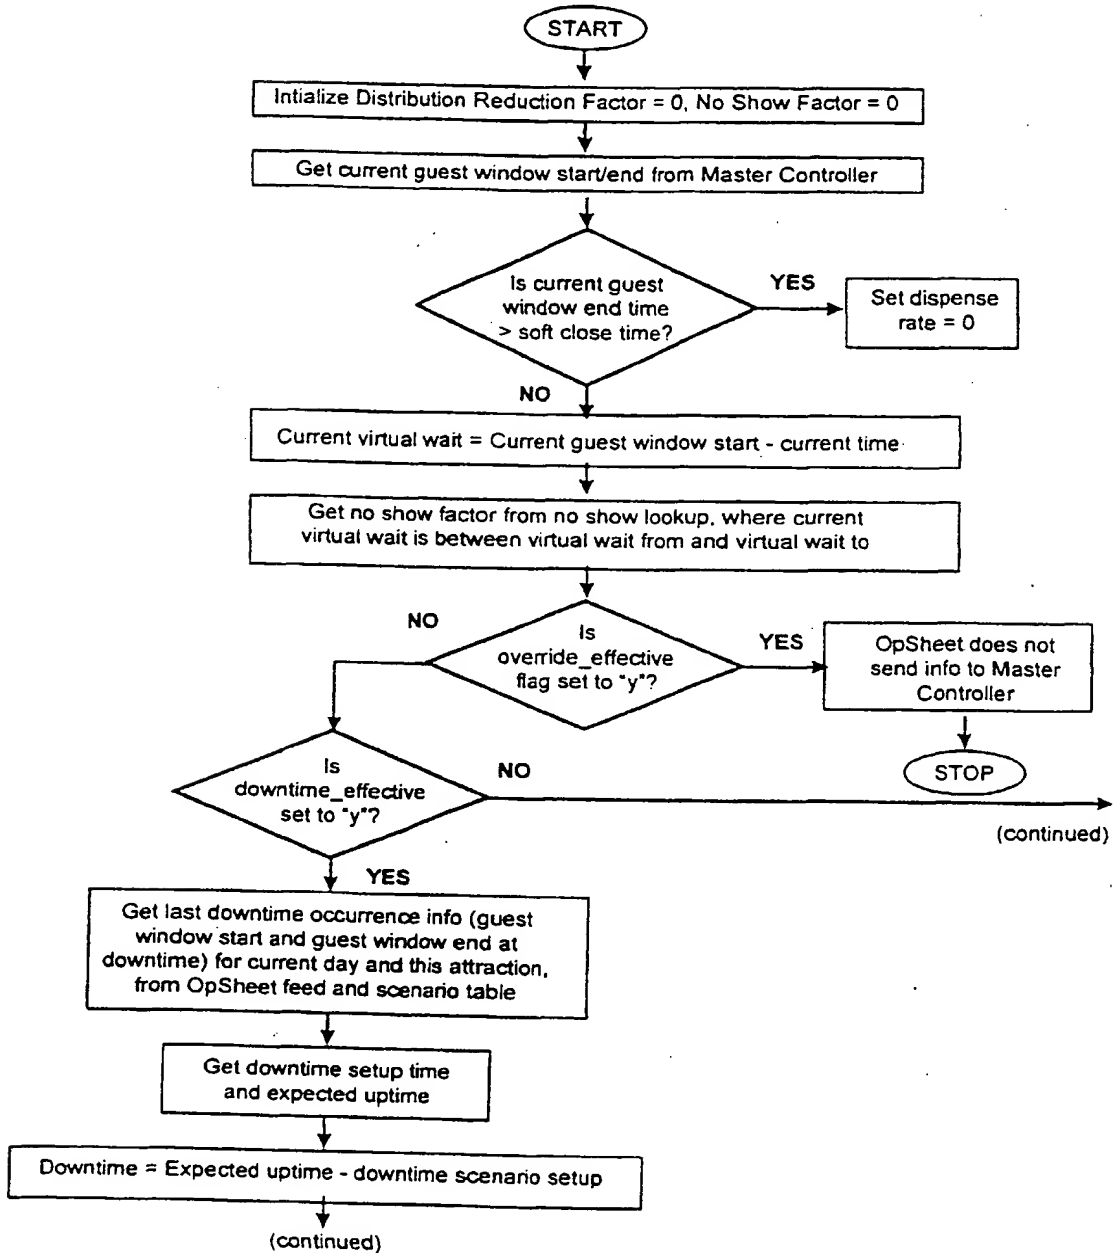 START
Intialize Distribution Reduction Factor = 0, No Show Factor = 0
Get current guest window start/end from Master Controller
Is current guest
window end time
> soft close time?
YES
Set dispense
rate = 0
NO
Current virtual wait = Current guest window start - current time
Get no show factor from no show lookup, where current
virtual wait is between virtual wait from and virtual wait to
NO
Is
override_effective
flag set to "y"?
YES
OpSheet does not
send info to Master
Controller
STOP
Is
downtime_effective
set to "y"?
NO
(continued)
YES
Get last downtime occurrence info (guest
window start and guest window end at
downtime) for current day and this attraction,
from OpSheet feed and scenario table
Get downtime setup time
and expected uptime
Downtime = Expected uptime - downtime scenario setup
(continued)